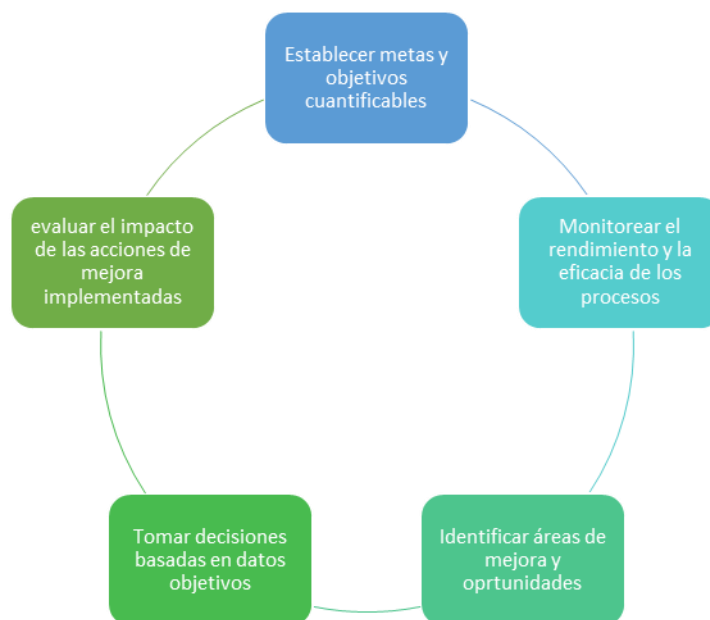 Establecer metas y
objetivos
cuantificables
Monitorear el
rendimiento y la
eficacia de los
procesos
Identificar áreas de
mejora y
oprtunidades
Tomar decisiones
basadas en datos
objetivos
evaluar el impacto
de las acciones de
mejora
implementadas